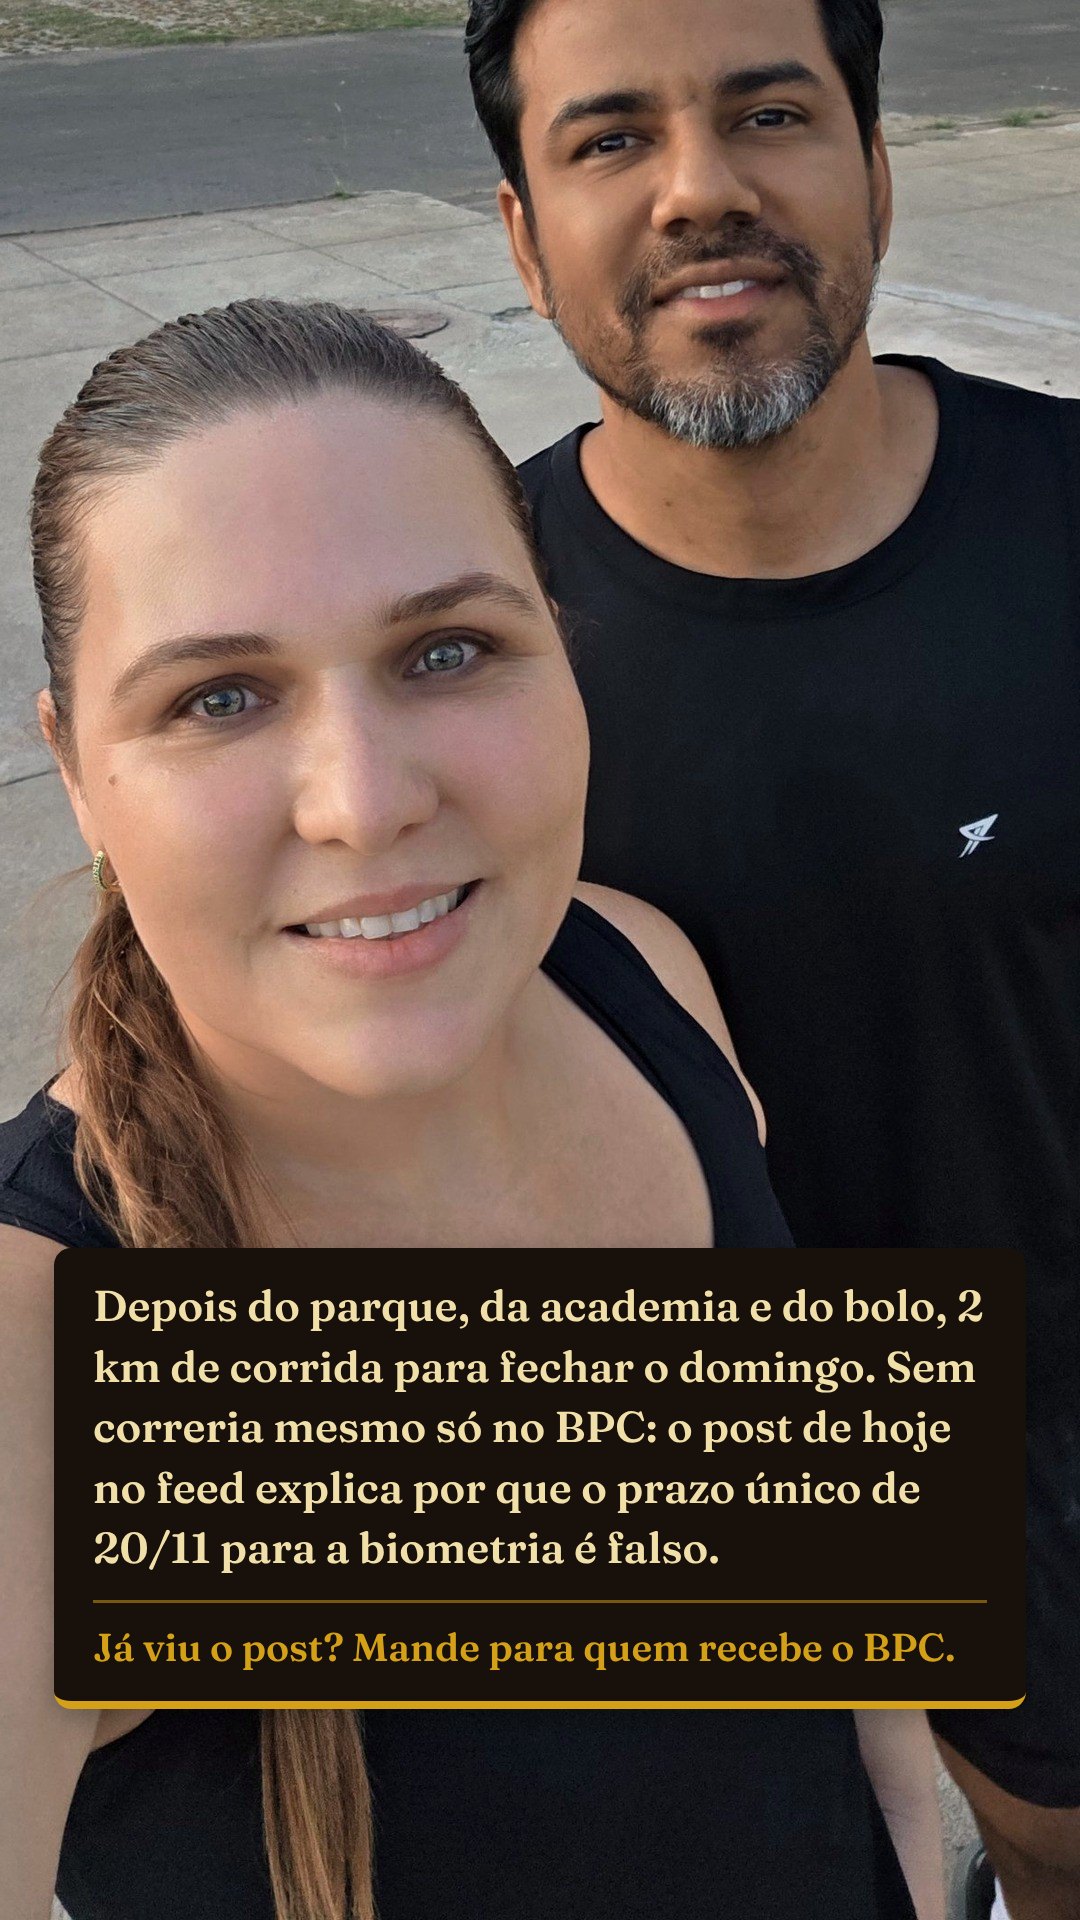 Depois do parque, da academia e do bolo, 2
km de corrida para fechar o domingo. Sem
correria mesmo só no BPC: o post de hoje
no feed explica por que o prazo único de
20/11 para a biometria é falso.
Já viu o post? Mande para quem recebe o BPC.